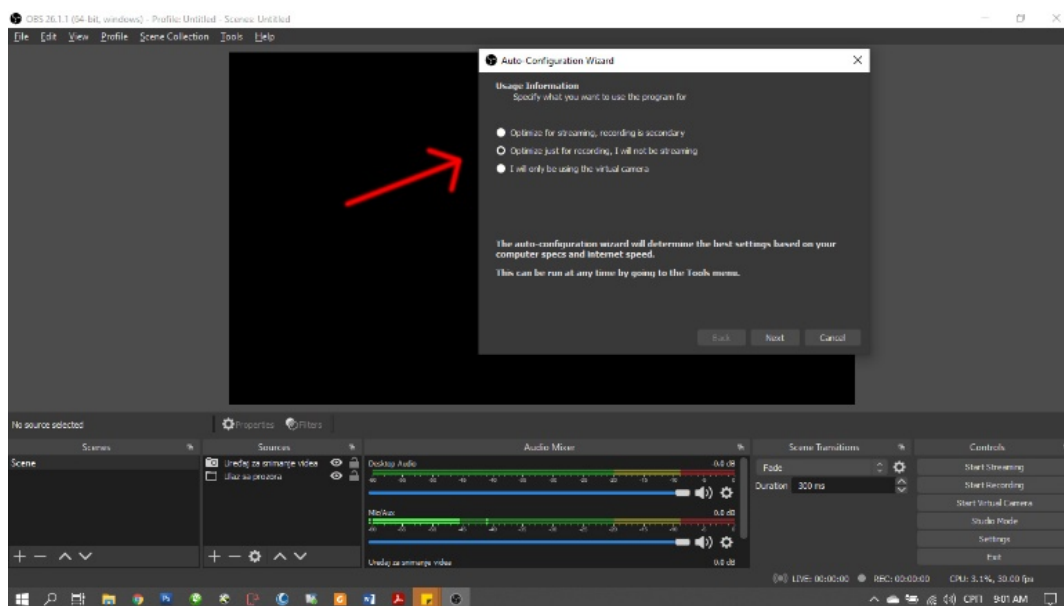 OBS 26.1.1 (64-bit, windows) - Profile: Untitled - Scenes: Untitled
File Edit View Profile Scene Collection Tools Help
Auto-Configuration Wizard
Usage Information
Specify what you want to use the program for
Optimize for streaming, recording is secondary
Optimize just for recording, I will not be streaming
I will only be using the virtual camera
The auto-configuration wizard will determine the best settings based on your
computer specs and internet speed.
This can be run at any time by going to the Tools menu.
Back Next Cancel
No source selected Properties Filters
Scenes Sources Audio Mixer Scene Transitions Controls
Scene
Uređaj za snimanje videa
Ulaz sa prozora
Desktop Audio 0.0 dB
Mic/Aux 0.0 dB
Uređaj za snimanje videa 0.0 dB
Fade
Duration 300 ms
Start Streaming
Start Recording
Start Virtual Camera
Studio Mode
Settings
Exit
LIVE: 00:00:00 REC: 00:00:00 CPU: 3.1%, 30.00 fps
СРП 9:01 AM